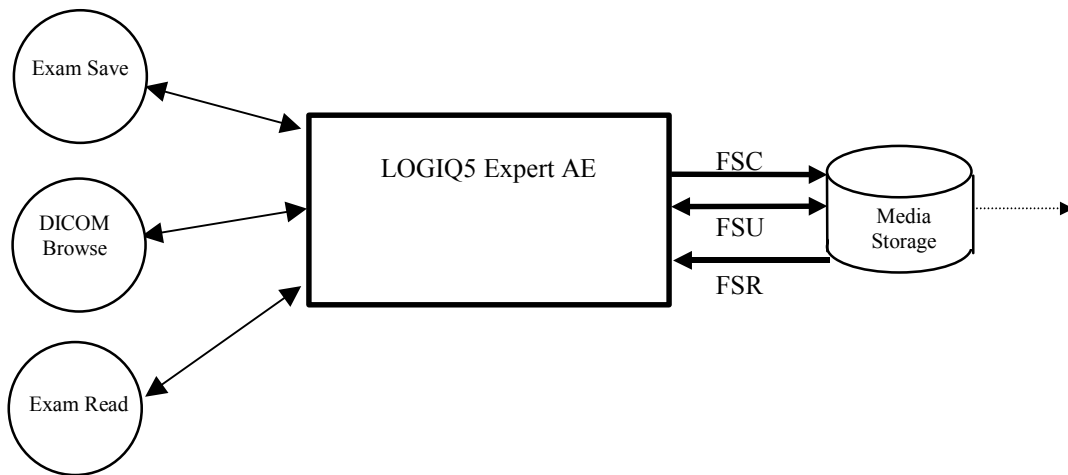 Exam Save
DICOM
Browse
Exam Read
LOGIQ5 Expert AE
FSC
FSU
FSR
Media
Storage